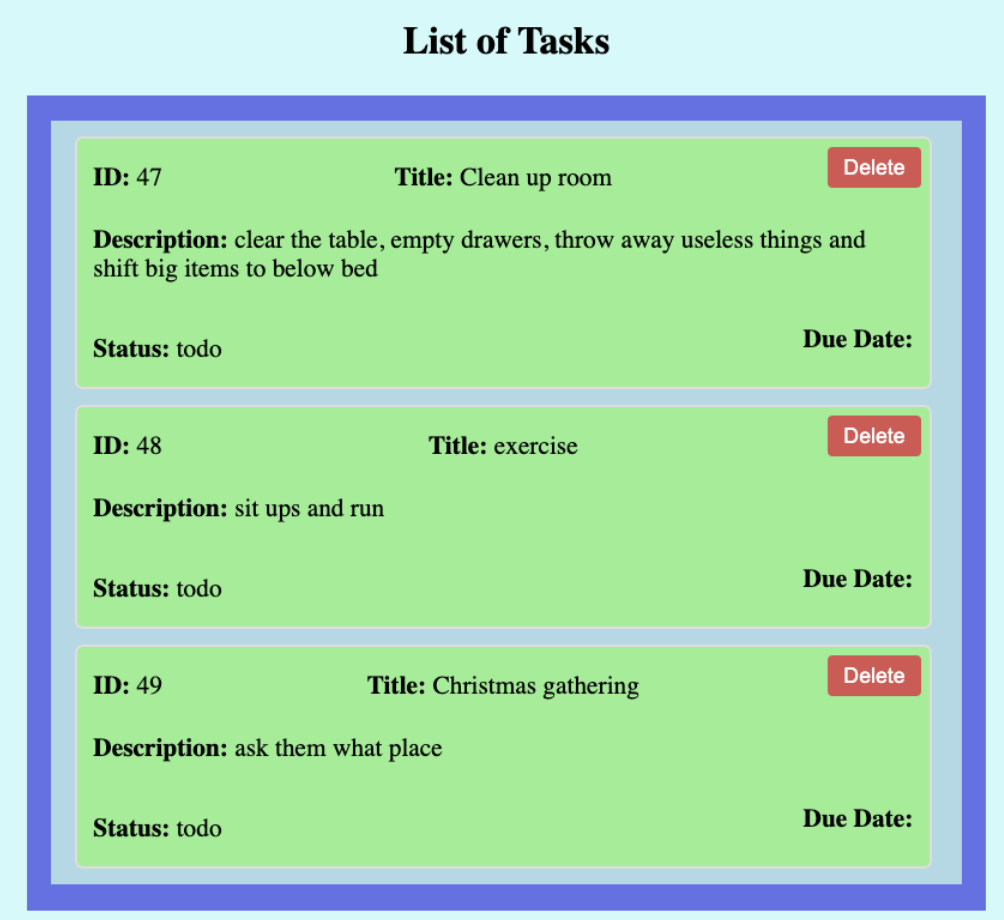 List of Tasks
ID: 47 Title: Clean up room Delete
Description: clear the table, empty drawers, throw away useless things and
shift big items to below bed
Status: todo Due Date:
ID: 48 Title: exercise Delete
Description: sit ups and run
Status: todo Due Date:
ID: 49 Title: Christmas gathering Delete
Description: ask them what place
Status: todo Due Date: